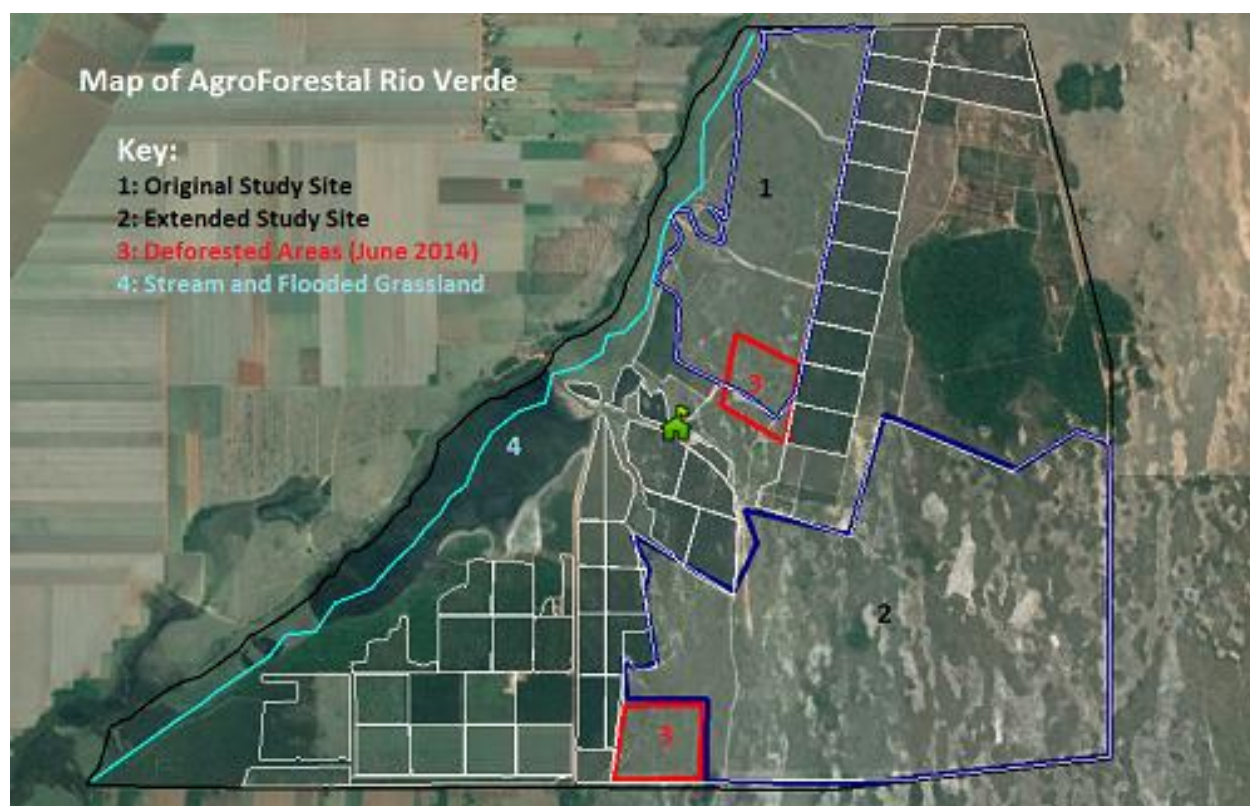 Map of AgroForestal Rio Verde
Key:
1: Original Study Site
2: Extended Study Site
3: Deforested Areas (June 2014)
4: Stream and Flooded Grassland
1
3
4
2
3